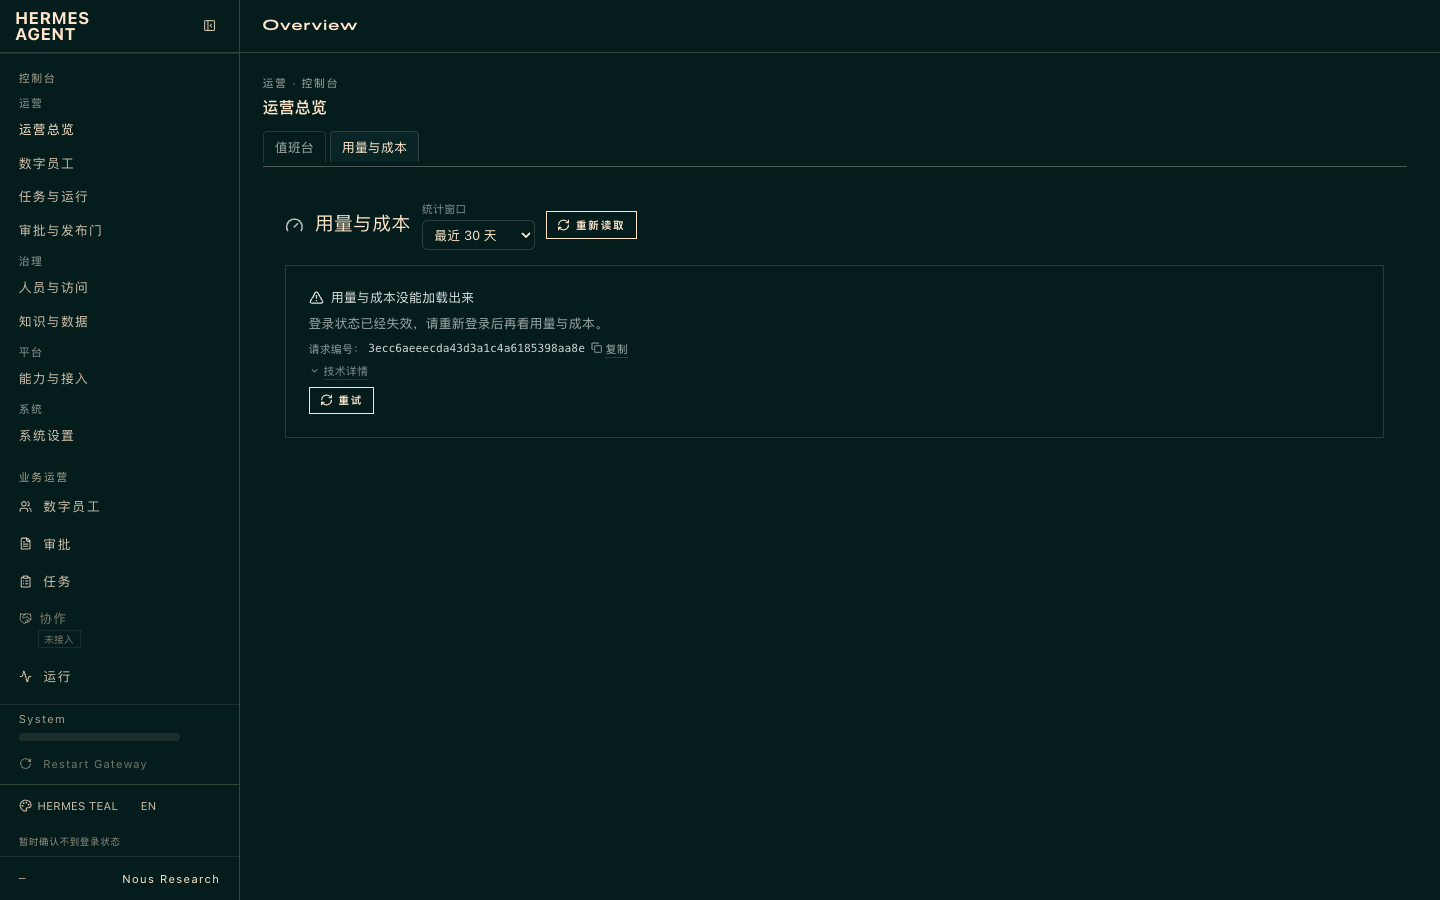 HERMES
AGENT
Overview
控制台
运营
运营总览
数字员工
任务与运行
审批与发布门
治理
人员与访问
知识与数据
平台
能力与接入
系统
系统设置
业务运营
数字员工
审批
任务
协作
未接入
运行
System
Restart Gateway
HERMES TEAL EN
暂时确认不到登录状态
— Nous Research
运营 · 控制台
运营总览
值班台 用量与成本
用量与成本
统计窗口
最近 30 天
重新读取
用量与成本没能加载出来
登录状态已经失效，请重新登录后再看用量与成本。
请求编号： 3ecc6aeeecda43d3a1c4a6185398aa8e 复制
技术详情
重试